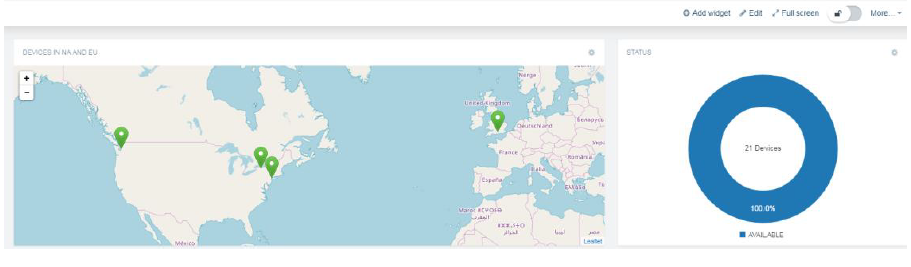 Add widget Edit Full screen More...
DEVICES IN NA AND EU
STATUS
+
−
Norge
United Kingdom
Deutschland
Беларусь
France
România
Italia
España
Ελλάδα
Maroc ⵍⵎⵖⵔⵉⴱ
المغرب
الجزائر
ليبيا
مصر
México
Leaflet
21 Devices
100.0%
AVAILABLE